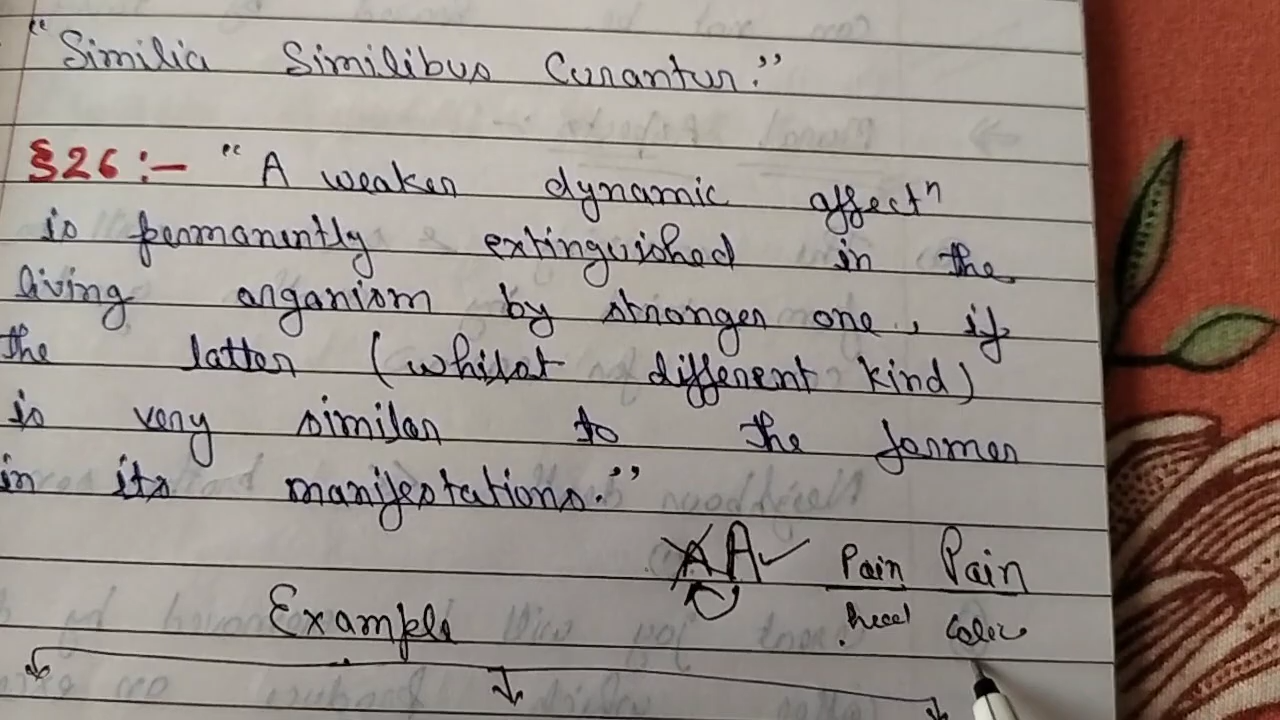 "Similia Similibus Curantur."
§26:- "A weaker dynamic affectⁿ
is permanently extinguished in the
living organism by stronger one, if
the latter (whilst different kind)
is very similar to the former
in its manifestations."
A A✓ Pain Pain
Example